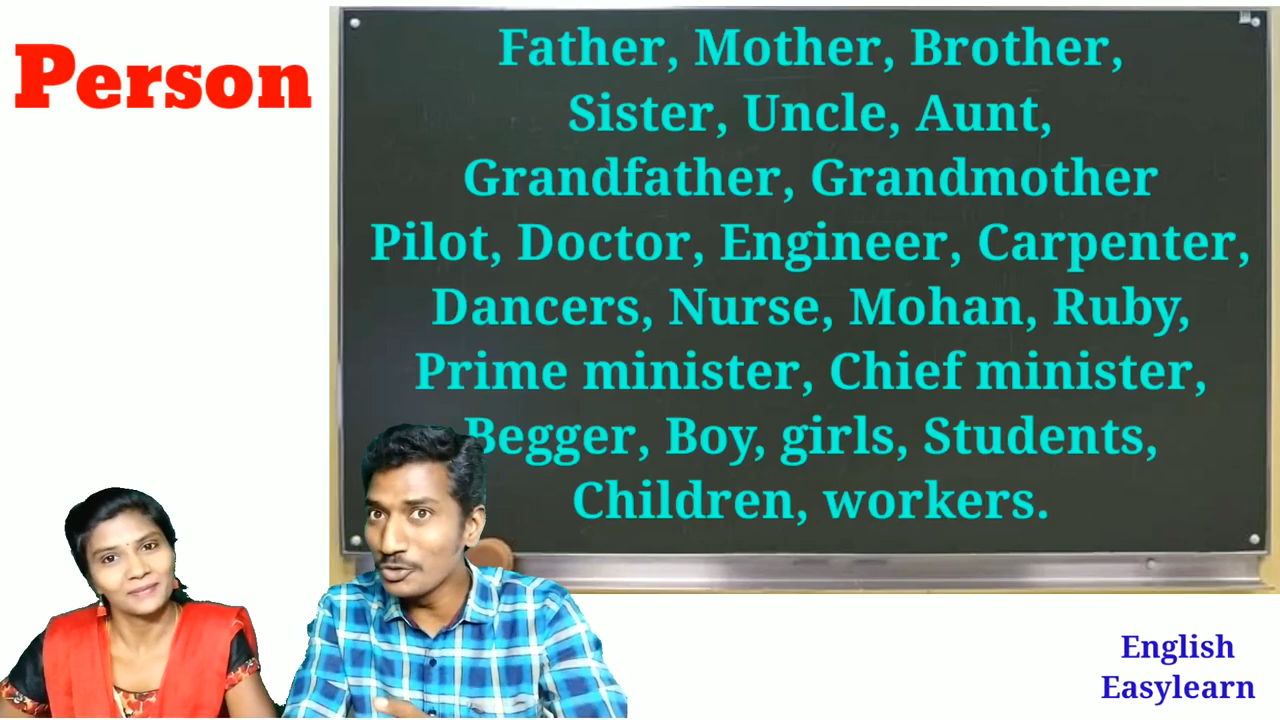 Person
Father, Mother, Brother,
Sister, Uncle, Aunt,
Grandfather, Grandmother
Pilot, Doctor, Engineer, Carpenter,
Dancers, Nurse, Mohan, Ruby,
Prime minister, Chief minister,
Begger, Boy, girls, Students,
Children, workers.
English
Easylearn